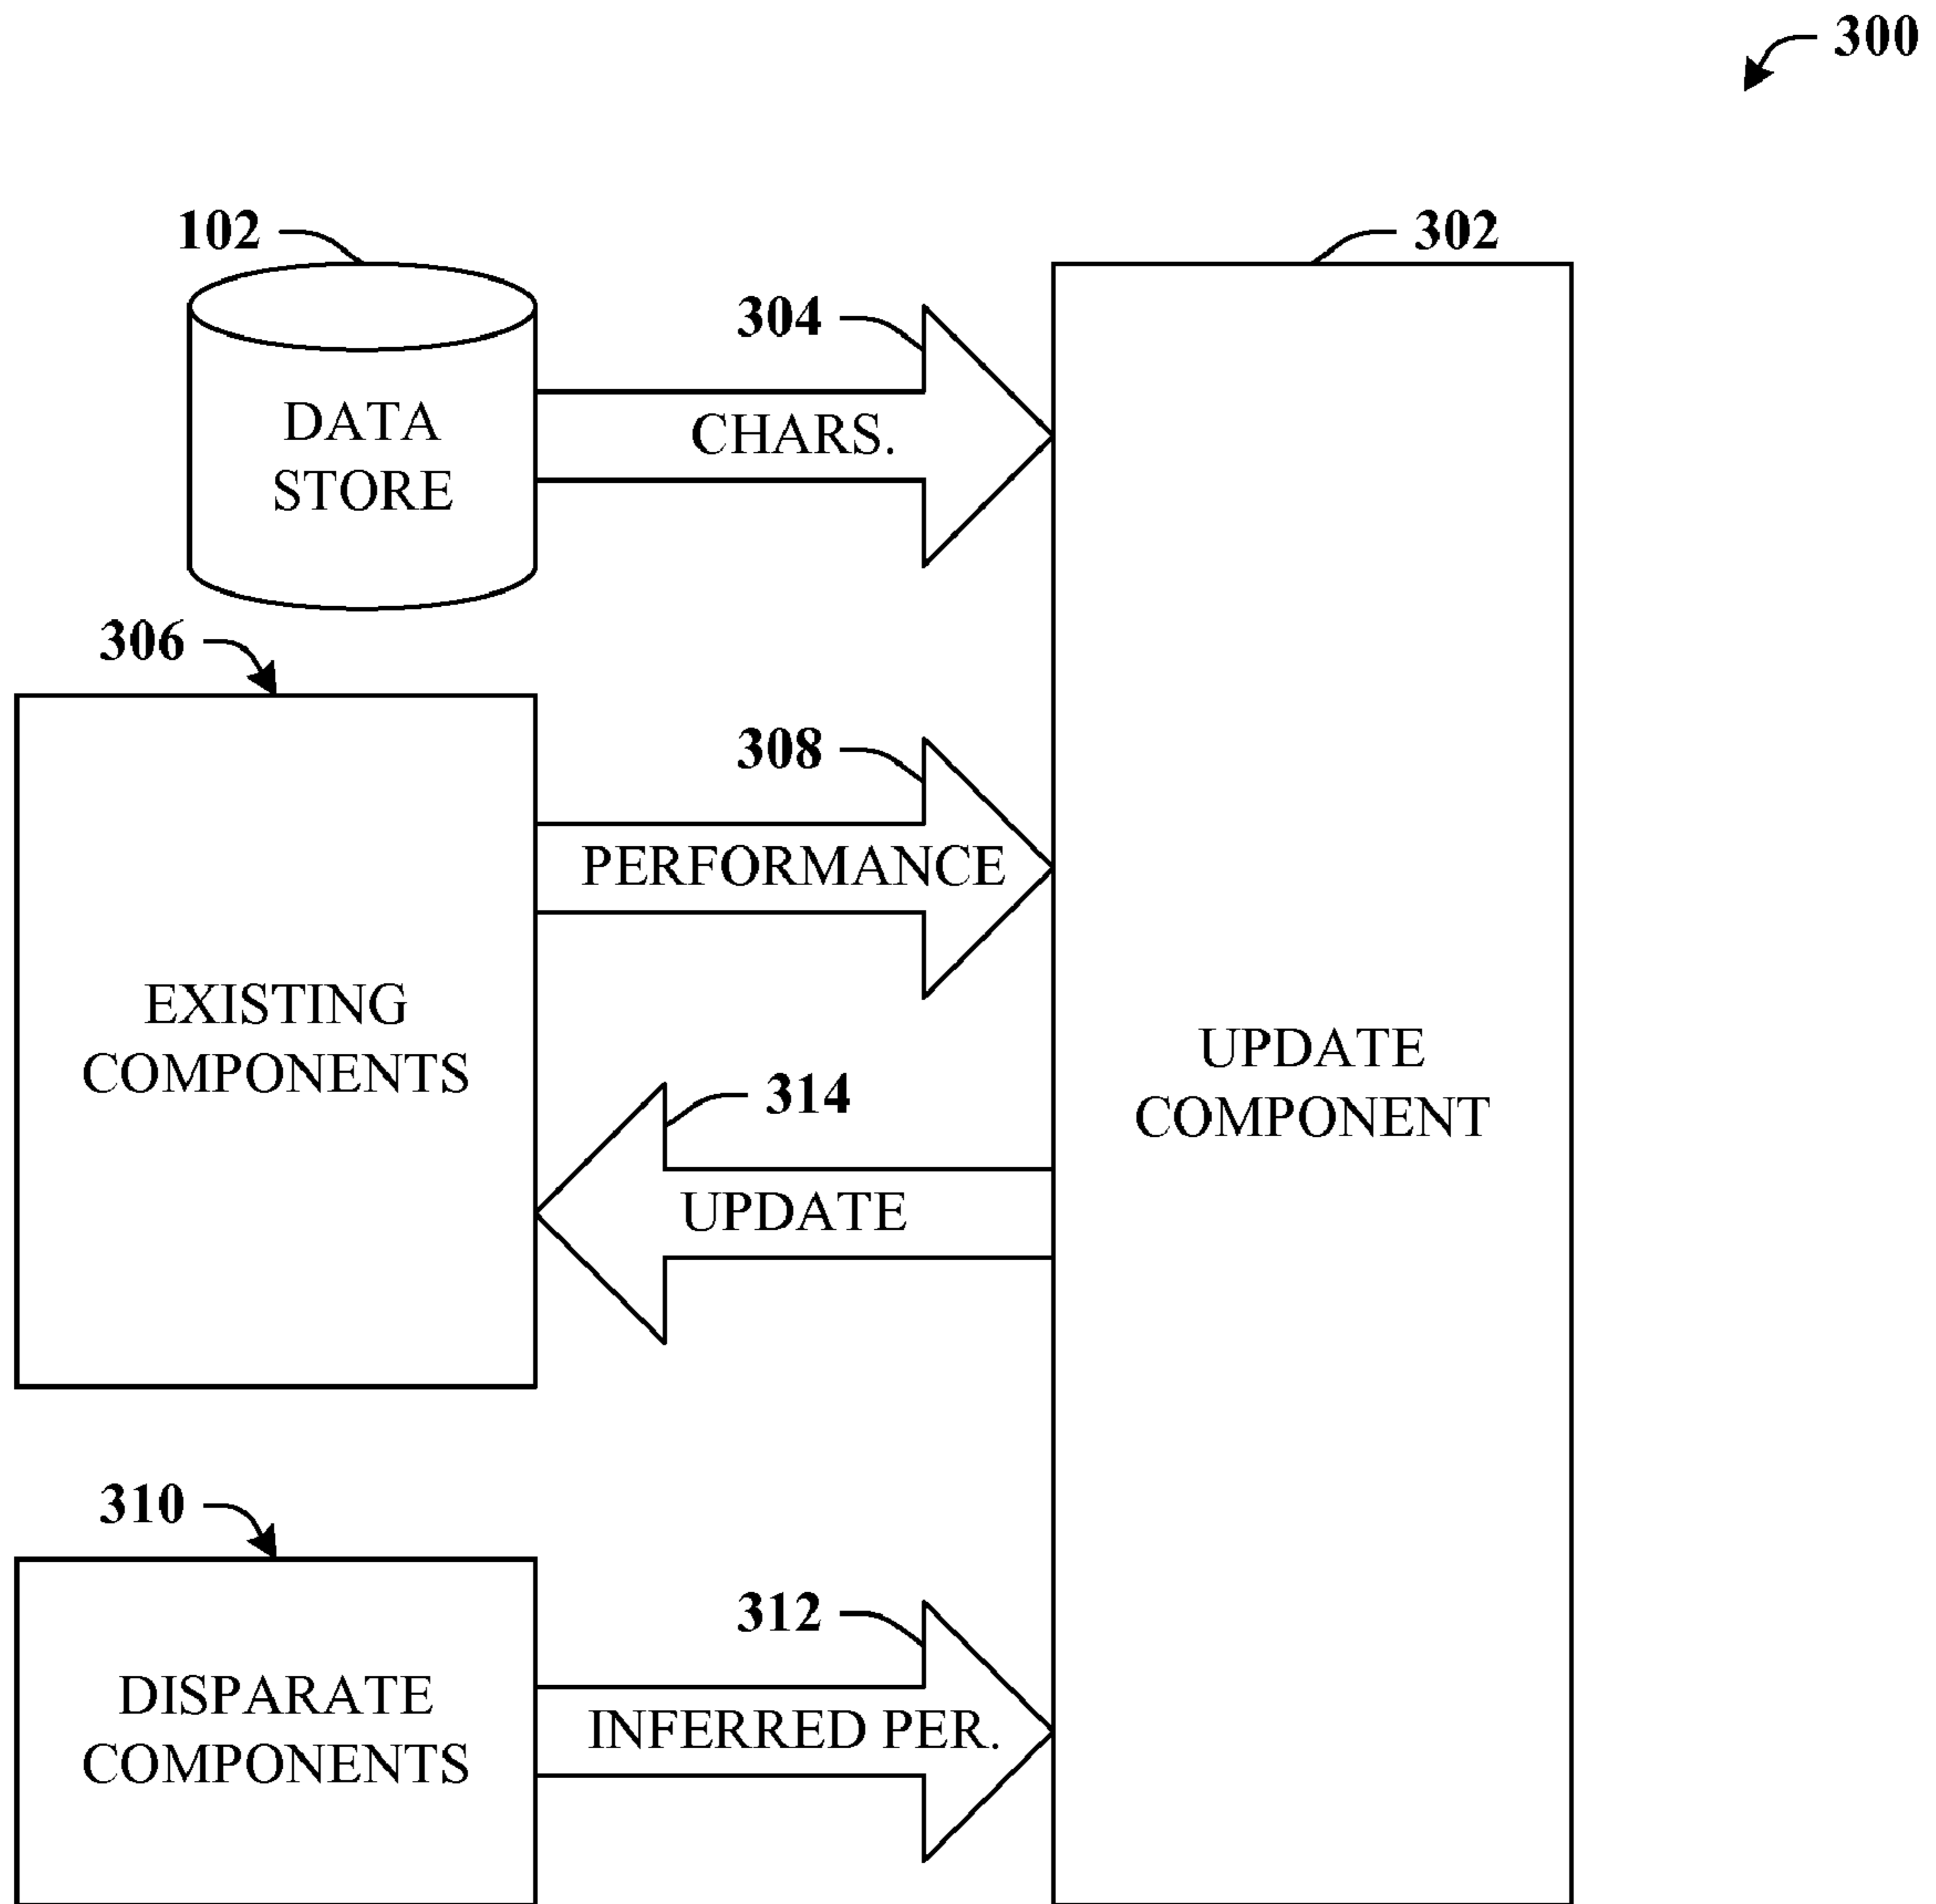 300
102
302
304
DATA
STORE
CHARS.
306
308
PERFORMANCE
EXISTING
COMPONENTS
UPDATE
COMPONENT
314
UPDATE
310
312
DISPARATE
COMPONENTS
INFERRED PER.